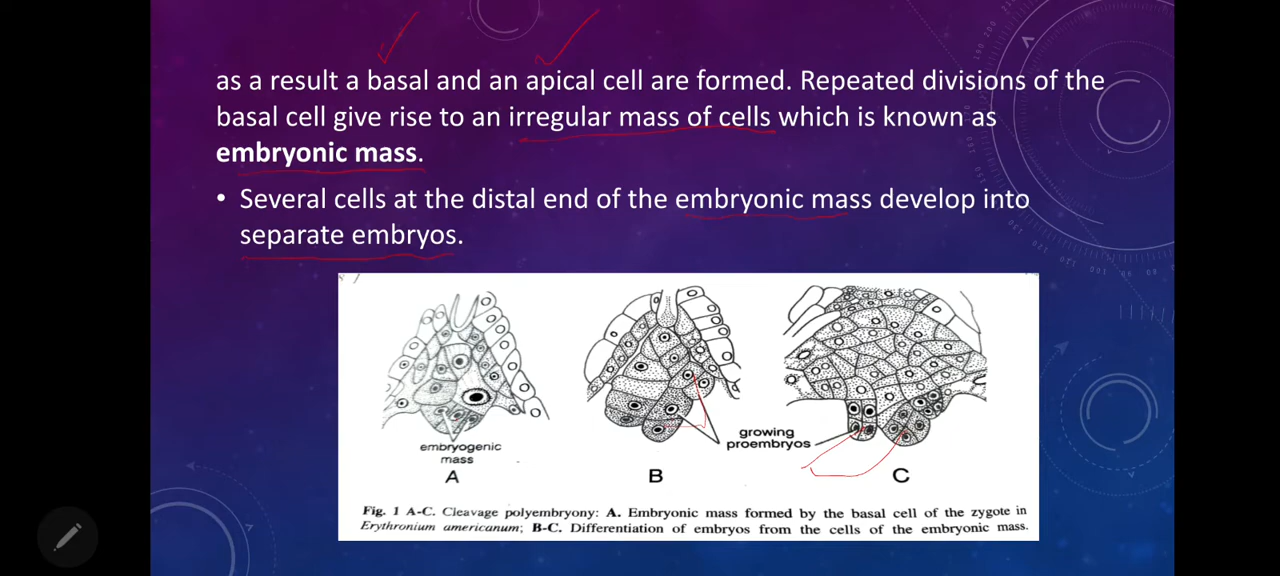 as a result a basal and an apical cell are formed. Repeated divisions of the
basal cell give rise to an irregular mass of cells which is known as
embryonic mass.
• Several cells at the distal end of the embryonic mass develop into
separate embryos.
embryogenic
mass
growing
proembryos
A
B
C
Fig. 1 A-C. Cleavage polyembryony: A. Embryonic mass formed by the basal cell of the zygote in
Erythronium americanum; B-C. Differentiation of embryos from the cells of the embryonic mass.